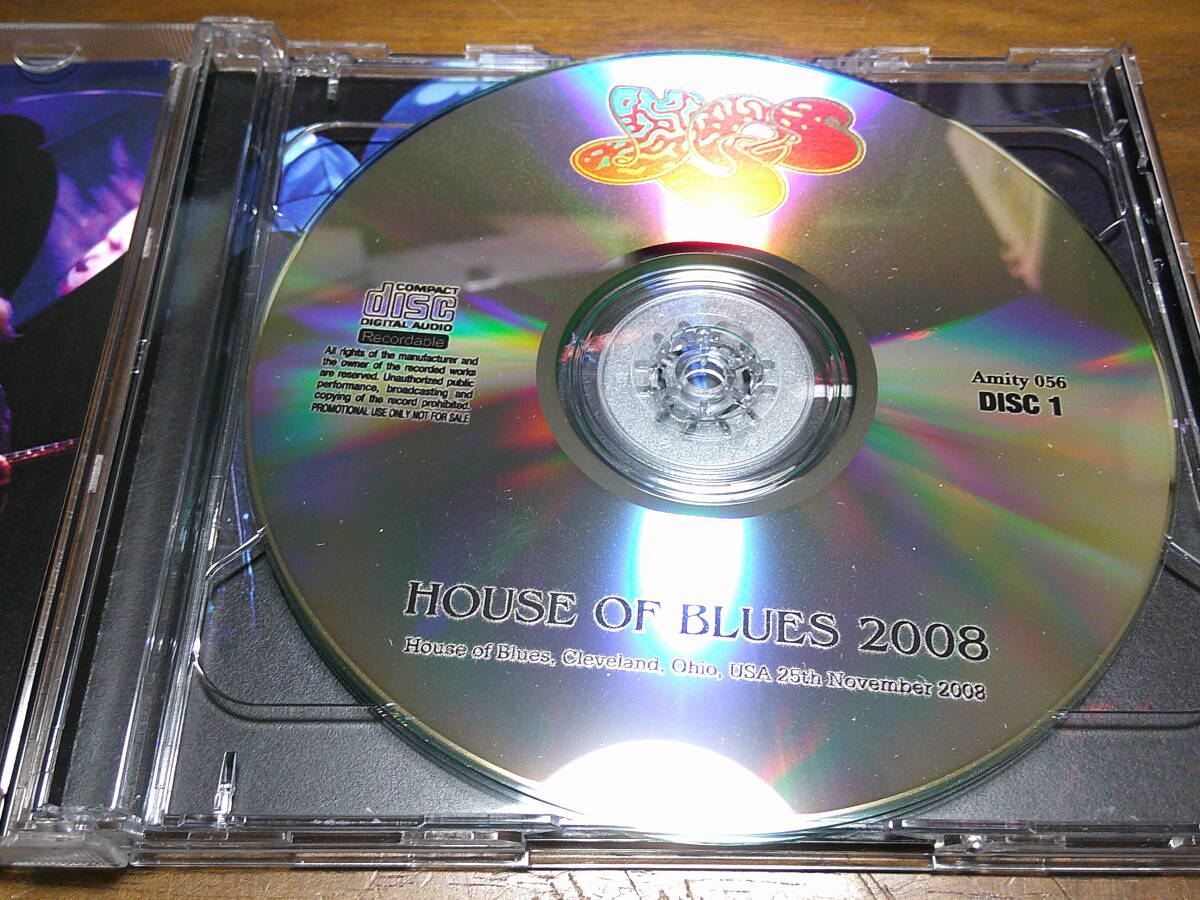 Yes
COMPACT
disc
DIGITAL AUDIO
Recordable
All rights of the manufacturer and
the owner of the recorded works
are reserved. Unauthorized public
performance, broadcasting and
copying of the record prohibited.
PROMOTIONAL USE ONLY. NOT FOR SALE
Amity 056
DISC 1
HOUSE OF BLUES 2008
House of Blues, Cleveland, Ohio, USA 25th November 2008